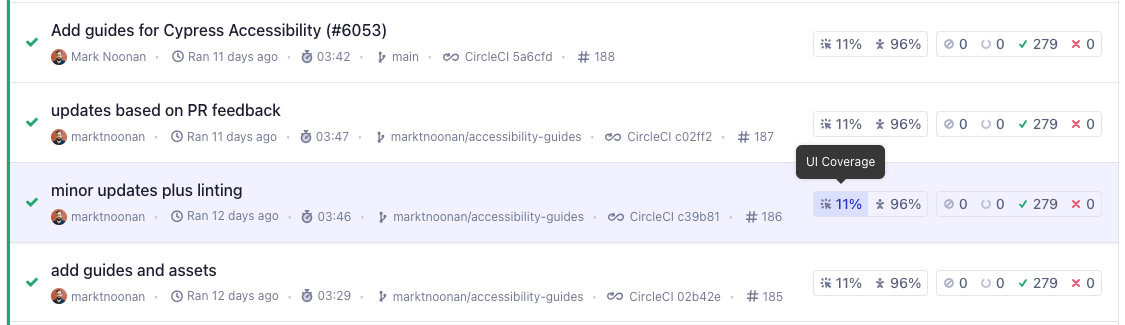 Add guides for Cypress Accessibility (#6053)
Mark Noonan · Ran 11 days ago · 03:42 · main · CircleCI 5a6cfd · # 188
11% 96% 0 0 279 0
updates based on PR feedback
marktnoonan · Ran 11 days ago · 03:47 · marktnoonan/accessibility-guides · CircleCI c02ff2 · # 187
11% 96% 0 0 279 0
UI Coverage
minor updates plus linting
marktnoonan · Ran 12 days ago · 03:46 · marktnoonan/accessibility-guides · CircleCI c39b81 · # 186
11% 96% 0 0 279 0
add guides and assets
marktnoonan · Ran 12 days ago · 03:29 · marktnoonan/accessibility-guides · CircleCI 02b42e · # 185
11% 96% 0 0 279 0